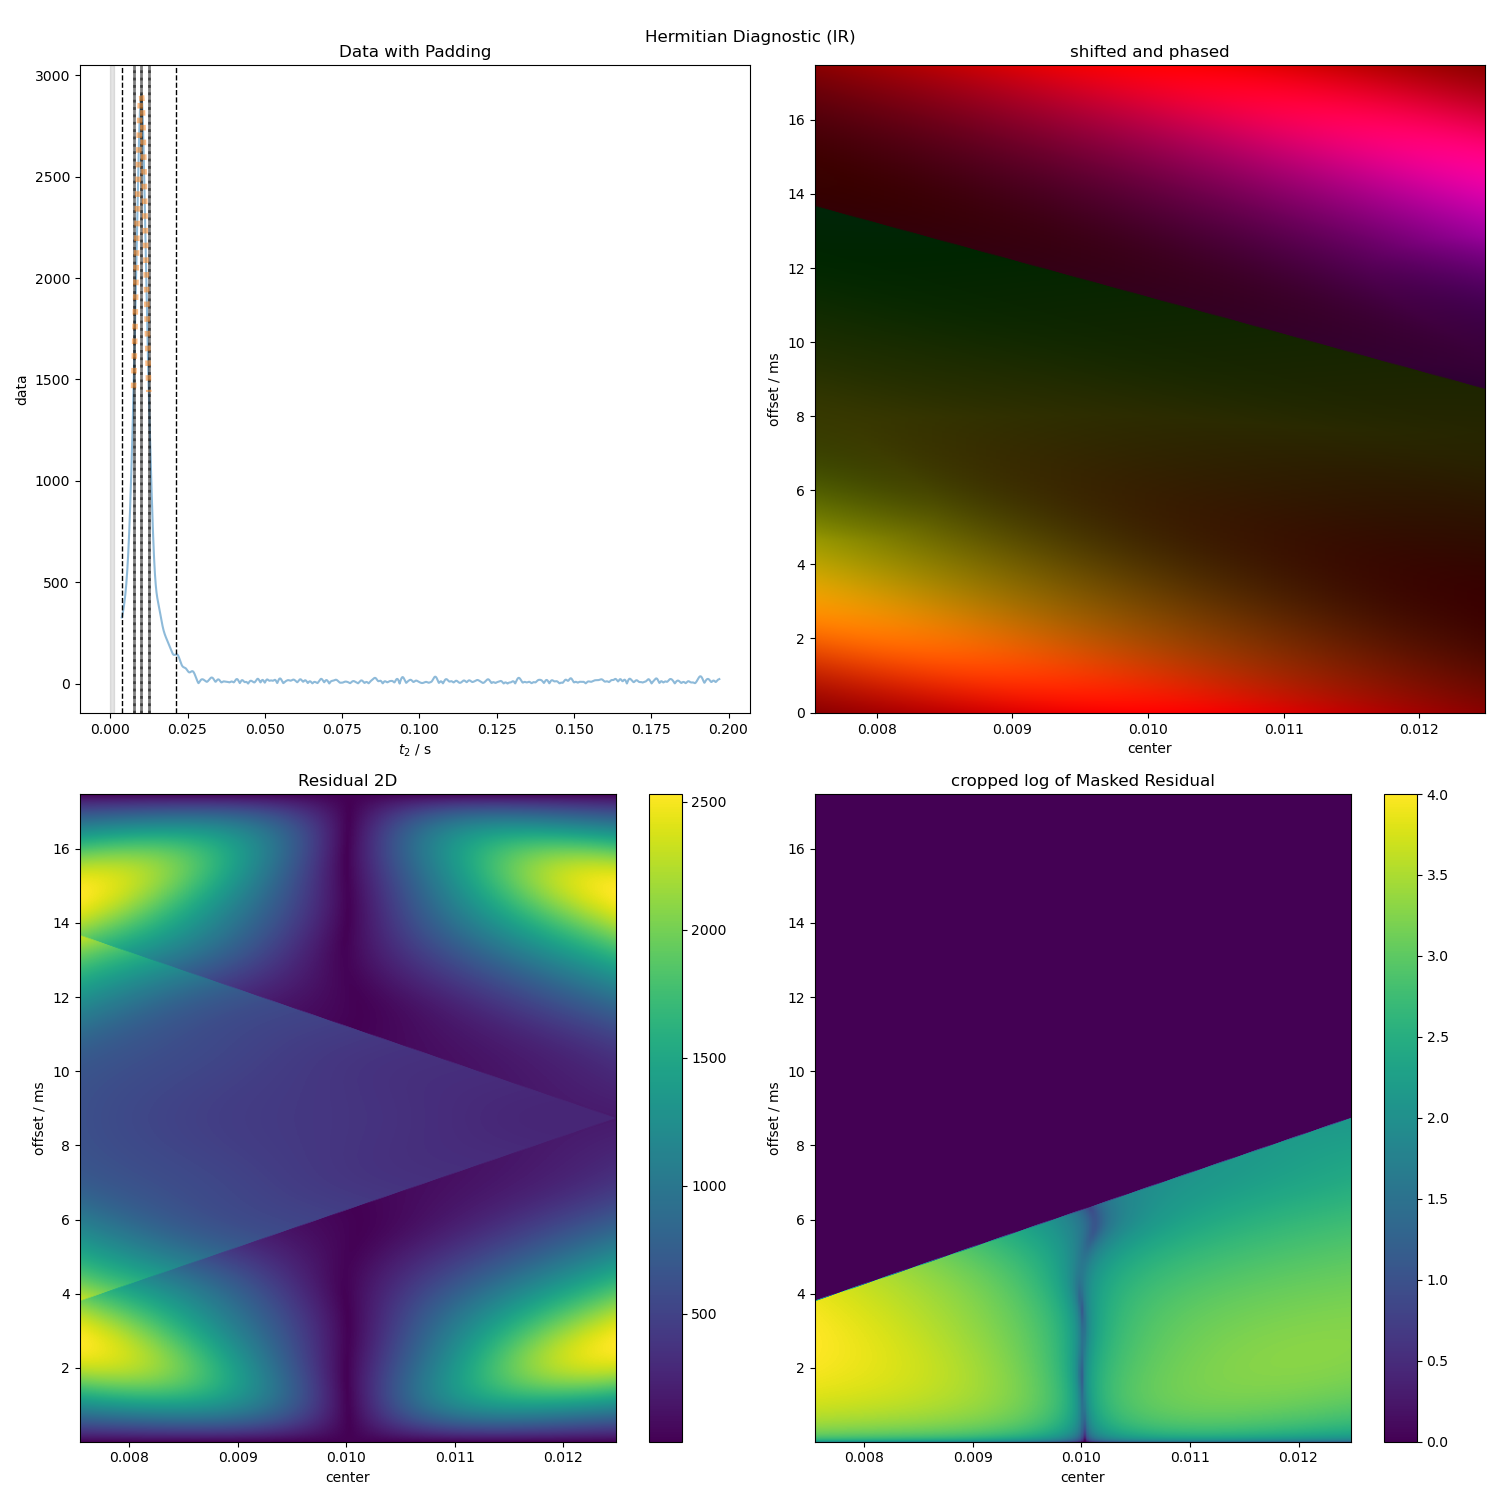 Hermitian Diagnostic (IR)
Data with Padding
3000
2500
2000
1500
1000
500
0
data
0.000 0.025 0.050 0.075 0.100 0.125 0.150 0.175 0.200
t₂ / s
shifted and phased
16
14
12
10
8
6
4
2
0
offset / ms
0.008 0.009 0.010 0.011 0.012
center
Residual 2D
16
14
12
10
8
6
4
2
offset / ms
0.008 0.009 0.010 0.011 0.012
center
2500
2000
1500
1000
500
cropped log of Masked Residual
16
14
12
10
8
6
4
2
offset / ms
0.008 0.009 0.010 0.011 0.012
center
4.0
3.5
3.0
2.5
2.0
1.5
1.0
0.5
0.0